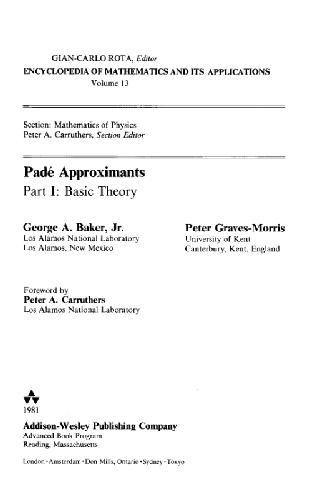 GIAN-CARLO ROTA, Editor
ENCYCLOPEDIA OF MATHEMATICS AND ITS APPLICATIONS
Volume 13
Section: Mathematics of Physics
Peter A. Carruthers, Section Editor
Padé Approximants
Part I: Basic Theory
George A. Baker, Jr.
Los Alamos National Laboratory
Los Alamos, New Mexico
Peter Graves-Morris
University of Kent
Canterbury, Kent, England
Foreword by
Peter A. Carruthers
Los Alamos National Laboratory
1981
Addison-Wesley Publishing Company
Advanced Book Program
Reading, Massachusetts
London·Amsterdam·Don Mills, Ontario·Sydney·Tokyo